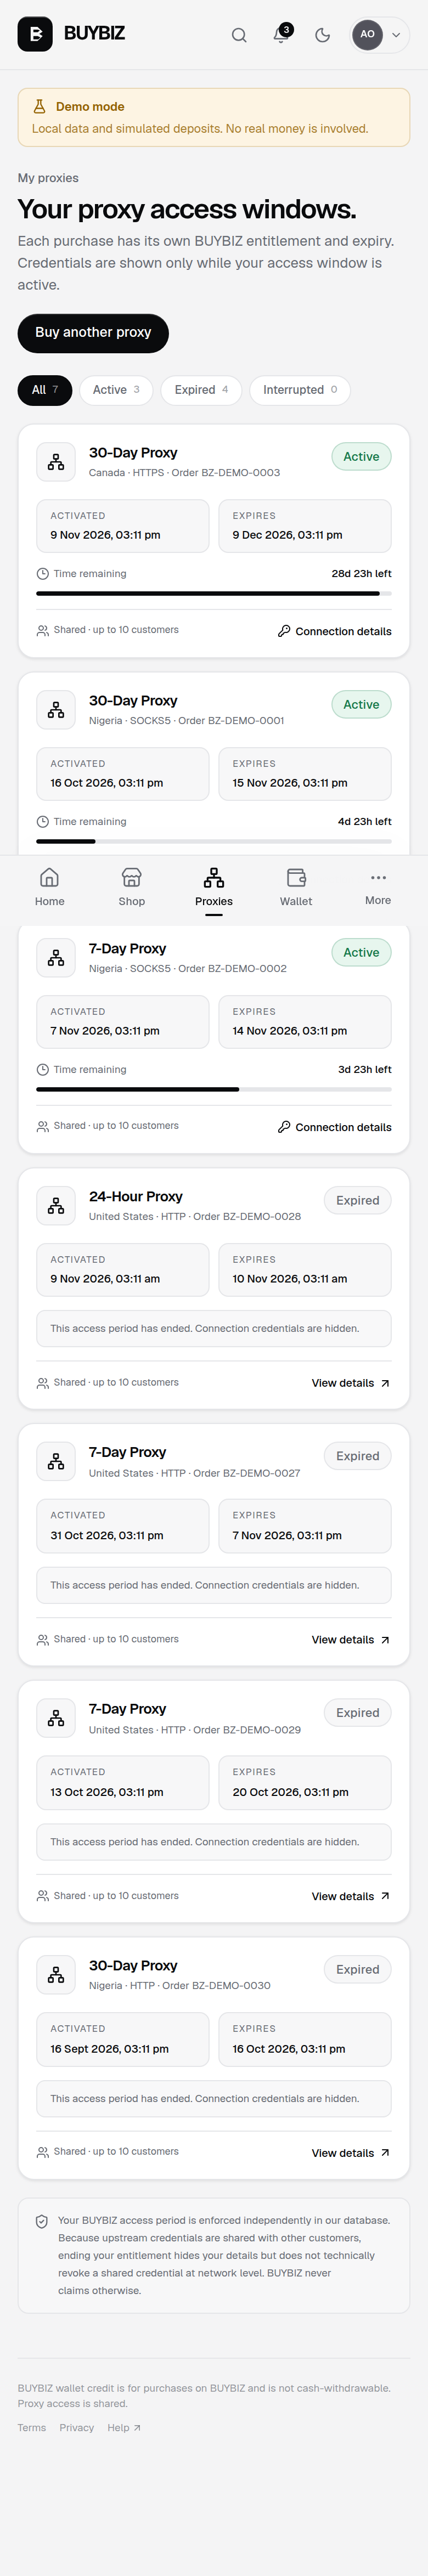 B
BUYBIZ
3
AO
Demo mode
Local data and simulated deposits. No real money is involved.
My proxies
Your proxy access windows.
Each purchase has its own BUYBIZ entitlement and expiry.
Credentials are shown only while your access window is
active.
Buy another proxy
All 7
Active 3
Expired 4
Interrupted 0
30-Day Proxy
Active
Canada · HTTPS · Order BZ-DEMO-0003
ACTIVATED
9 Nov 2026, 03:11 pm
EXPIRES
9 Dec 2026, 03:11 pm
Time remaining
28d 23h left
Shared · up to 10 customers
Connection details
30-Day Proxy
Active
Nigeria · SOCKS5 · Order BZ-DEMO-0001
ACTIVATED
16 Oct 2026, 03:11 pm
EXPIRES
15 Nov 2026, 03:11 pm
Time remaining
4d 23h left
Home
Shop
Proxies
Wallet
More
7-Day Proxy
Active
Nigeria · SOCKS5 · Order BZ-DEMO-0002
ACTIVATED
7 Nov 2026, 03:11 pm
EXPIRES
14 Nov 2026, 03:11 pm
Time remaining
3d 23h left
Shared · up to 10 customers
Connection details
24-Hour Proxy
Expired
United States · HTTP · Order BZ-DEMO-0028
ACTIVATED
9 Nov 2026, 03:11 am
EXPIRES
10 Nov 2026, 03:11 am
This access period has ended. Connection credentials are hidden.
Shared · up to 10 customers
View details
7-Day Proxy
Expired
United States · HTTP · Order BZ-DEMO-0027
ACTIVATED
31 Oct 2026, 03:11 pm
EXPIRES
7 Nov 2026, 03:11 pm
This access period has ended. Connection credentials are hidden.
Shared · up to 10 customers
View details
7-Day Proxy
Expired
United States · HTTP · Order BZ-DEMO-0029
ACTIVATED
13 Oct 2026, 03:11 pm
EXPIRES
20 Oct 2026, 03:11 pm
This access period has ended. Connection credentials are hidden.
Shared · up to 10 customers
View details
30-Day Proxy
Expired
Nigeria · HTTP · Order BZ-DEMO-0030
ACTIVATED
16 Sept 2026, 03:11 pm
EXPIRES
16 Oct 2026, 03:11 pm
This access period has ended. Connection credentials are hidden.
Shared · up to 10 customers
View details
Your BUYBIZ access period is enforced independently in our database.
Because upstream credentials are shared with other customers,
ending your entitlement hides your details but does not technically
revoke a shared credential at network level. BUYBIZ never
claims otherwise.
BUYBIZ wallet credit is for purchases on BUYBIZ and is not cash-withdrawable.
Proxy access is shared.
Terms
Privacy
Help